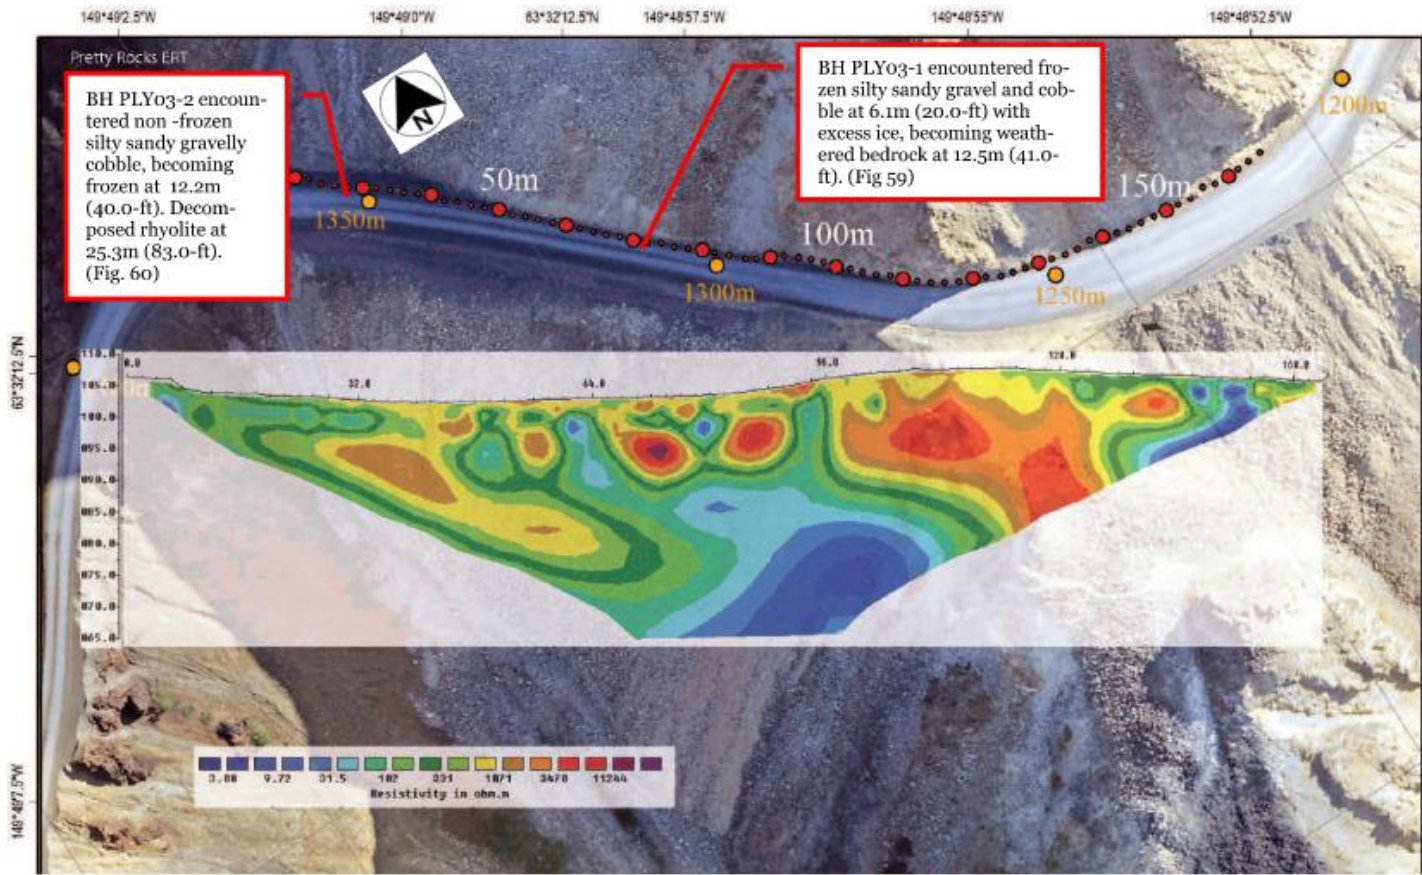 149°49'2.5"W
149°49'0"W
63°32'12.5"N
149°48'57.5"W
149°48'55"W
149°48'52.5"W
Pretty Rocks ERT
BH PLY03-2 encoun-
tered non -frozen
silty sandy gravelly
cobble, becoming
frozen at 12.2m
(40.0-ft). Decom-
posed rhyolite at
25.3m (83.0-ft).
(Fig. 60)
N
BH PLY03-1 encountered fro-
zen silty sandy gravel and cob-
ble at 6.1m (20.0-ft) with
excess ice, becoming weath-
ered bedrock at 12.5m (41.0-
ft). (Fig 59)
1200m
50m
150m
1350m
100m
1300m
1250m
63°32'12.5"N
110.0
0.0
32.0
64.0
96.0
128.0
160.0
105.0
100.0
095.0
090.0
085.0
080.0
075.0
070.0
065.0
149°49'7.5"W
3.00
9.72
31.5
102
331
1071
3470
11244
Resistivity in ohm.m